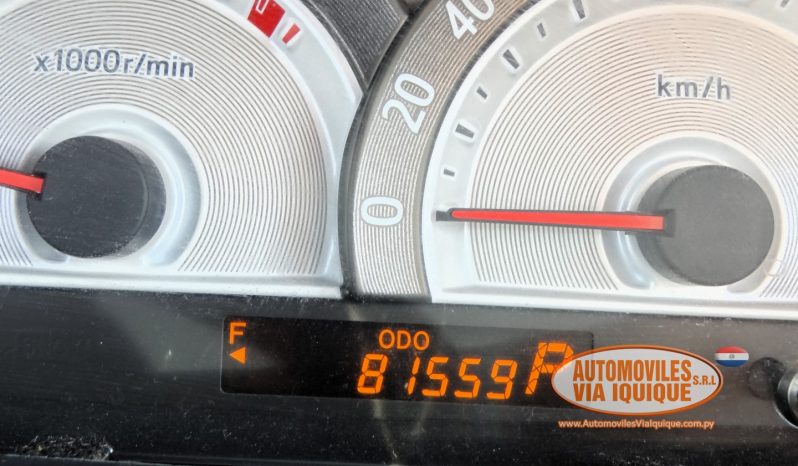 x1000r/min
40
20
0
km/h
F
ODO
81559
P
AUTOMOVILES
VIA IQUIQUE
S.R.L
www.AutomovilesViaIquique.com.py